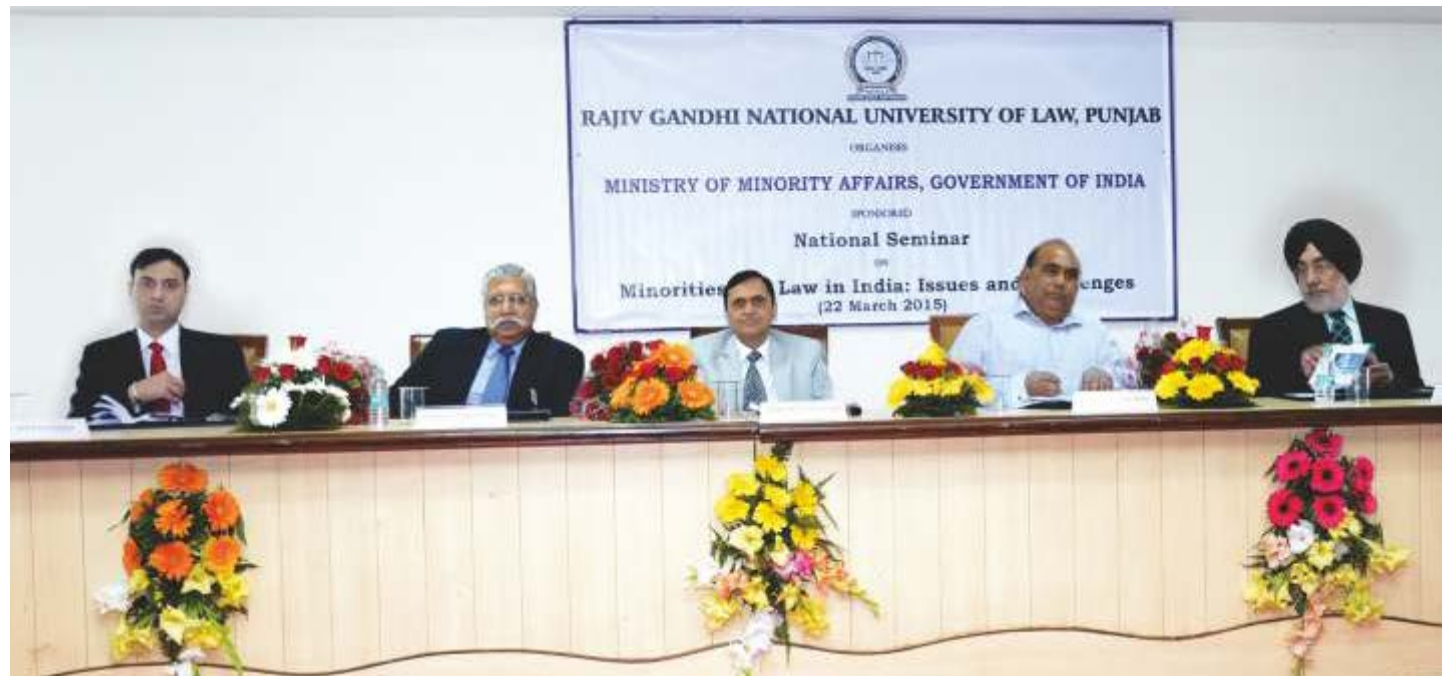 RAJIV GANDHI NATIONAL UNIVERSITY OF LAW, PUNJAB
ORGANISES
MINISTRY OF MINORITY AFFAIRS, GOVERNMENT OF INDIA
SPONSORED
National Seminar
on
Minorities Law in India: Issues and enges
(22 March 2015)